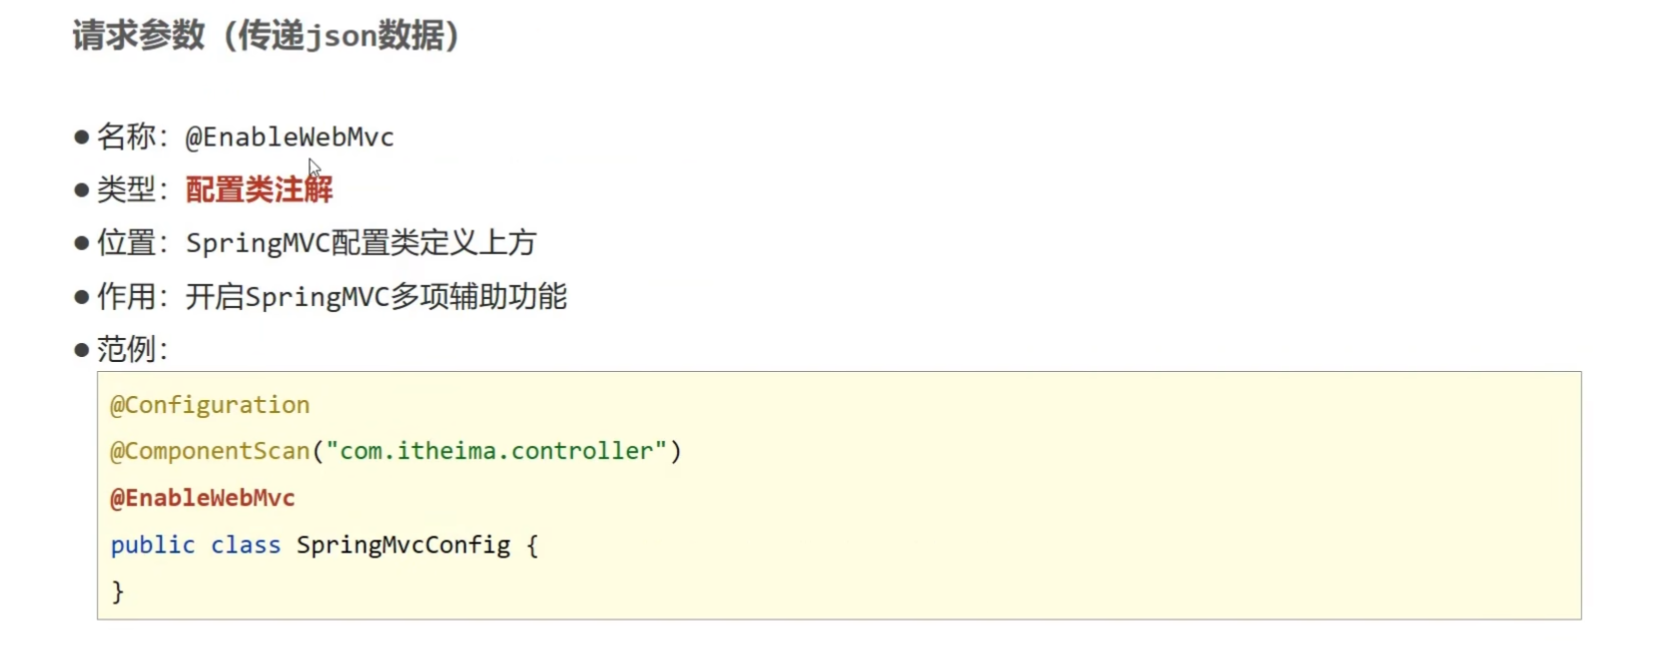 请求参数（传递json数据）
● 名称：@EnableWebMvc
● 类型：配置类注解
● 位置：SpringMVC配置类定义上方
● 作用：开启SpringMVC多项辅助功能
● 范例：
@Configuration
@ComponentScan("com.itheima.controller")
@EnableWebMvc
public class SpringMvcConfig {
}